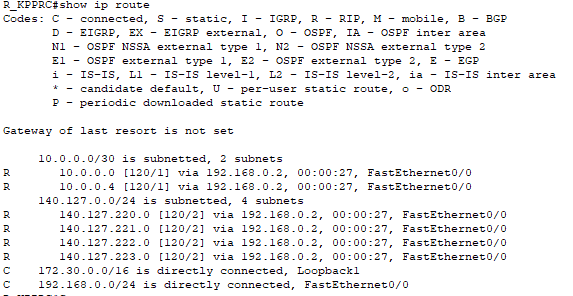 R_KPPRC#show ip route
Codes: C - connected, S - static, I - IGRP, R - RIP, M - mobile, B - BGP
D - EIGRP, EX - EIGRP external, O - OSPF, IA - OSPF inter area
N1 - OSPF NSSA external type 1, N2 - OSPF NSSA external type 2
E1 - OSPF external type 1, E2 - OSPF external type 2, E - EGP
i - IS-IS, L1 - IS-IS level-1, L2 - IS-IS level-2, ia - IS-IS inter area
* - candidate default, U - per-user static route, o - ODR
P - periodic downloaded static route
Gateway of last resort is not set
10.0.0.0/30 is subnetted, 2 subnets
R 10.0.0.0 [120/1] via 192.168.0.2, 00:00:27, FastEthernet0/0
R 10.0.0.4 [120/1] via 192.168.0.2, 00:00:27, FastEthernet0/0
140.127.0.0/24 is subnetted, 4 subnets
R 140.127.220.0 [120/2] via 192.168.0.2, 00:00:27, FastEthernet0/0
R 140.127.221.0 [120/2] via 192.168.0.2, 00:00:27, FastEthernet0/0
R 140.127.222.0 [120/2] via 192.168.0.2, 00:00:27, FastEthernet0/0
R 140.127.223.0 [120/2] via 192.168.0.2, 00:00:27, FastEthernet0/0
C 172.30.0.0/16 is directly connected, Loopback1
C 192.168.0.0/24 is directly connected, FastEthernet0/0